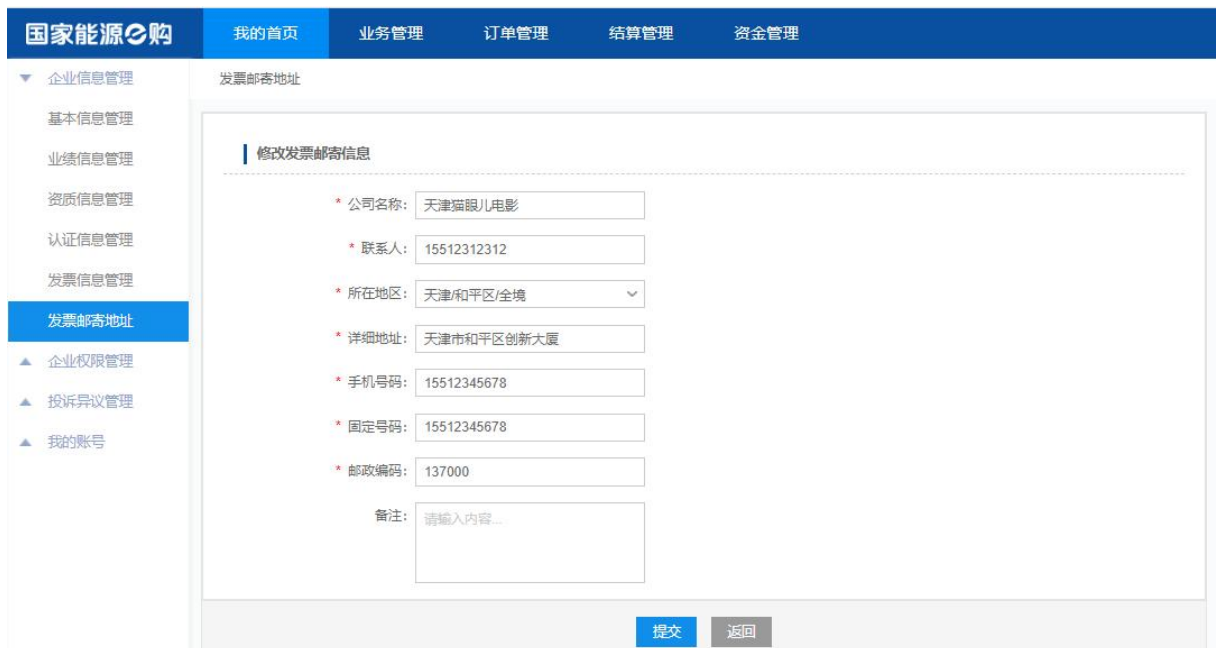 国家能源e购 我的首页 业务管理 订单管理 结算管理 资金管理
企业信息管理
基本信息管理
业绩信息管理
资质信息管理
认证信息管理
发票信息管理
发票邮寄地址
企业权限管理
投诉异议管理
我的账号
发票邮寄地址
修改发票邮寄信息
* 公司名称: 天津猫眼儿电影
* 联系人: 15512312312
* 所在地区: 天津/和平区/全境
* 详细地址: 天津市和平区创新大厦
* 手机号码: 15512345678
* 固定号码: 15512345678
* 邮政编码: 137000
备注: 请输入内容...
提交 返回